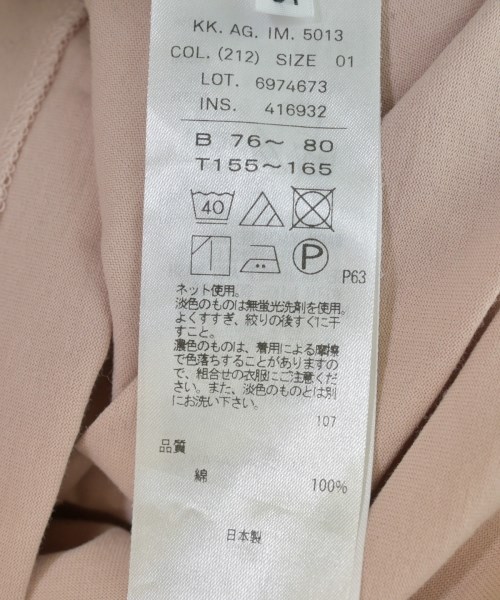 KK. AG. IM. 5013
COL. (212) SIZE 01
LOT. 6974673
INS. 416932
B 76〜 80
T155〜165
40
P
P63
ネット使用。
淡色のものは無蛍光洗剤を使用。
よくすすぎ、絞りの後すぐに干
すこと。
濃色のものは、着用による摩擦
で色落ちすることがありますの
で、組合せの衣服にご注意くだ
さい。また、淡色のものとは別
にお洗い下さい。
107
品質
綿 100%
日本製